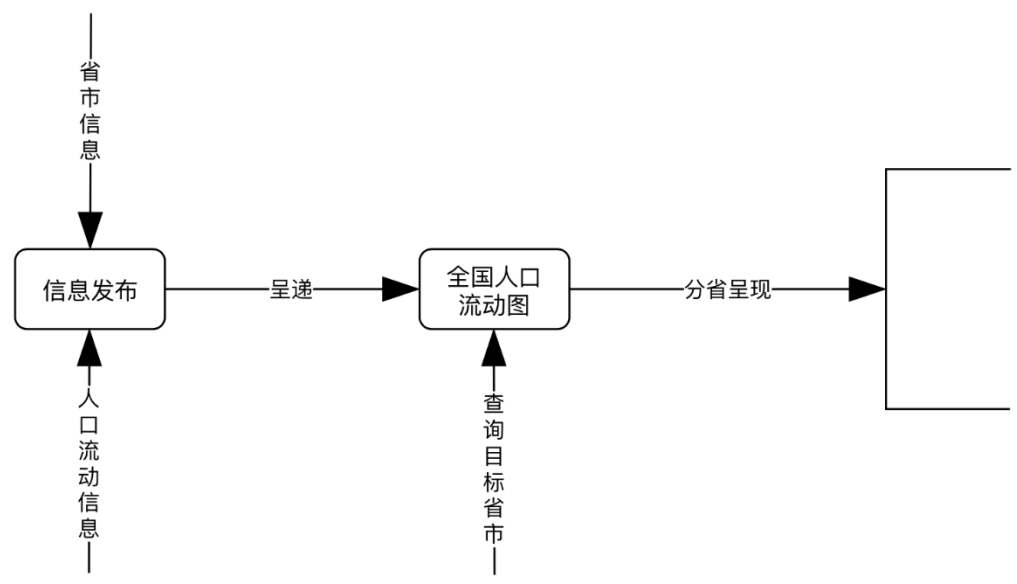 省市信息
信息发布
呈递
全国人口
流动图
分省呈现
人口流动信息
查询目标省市